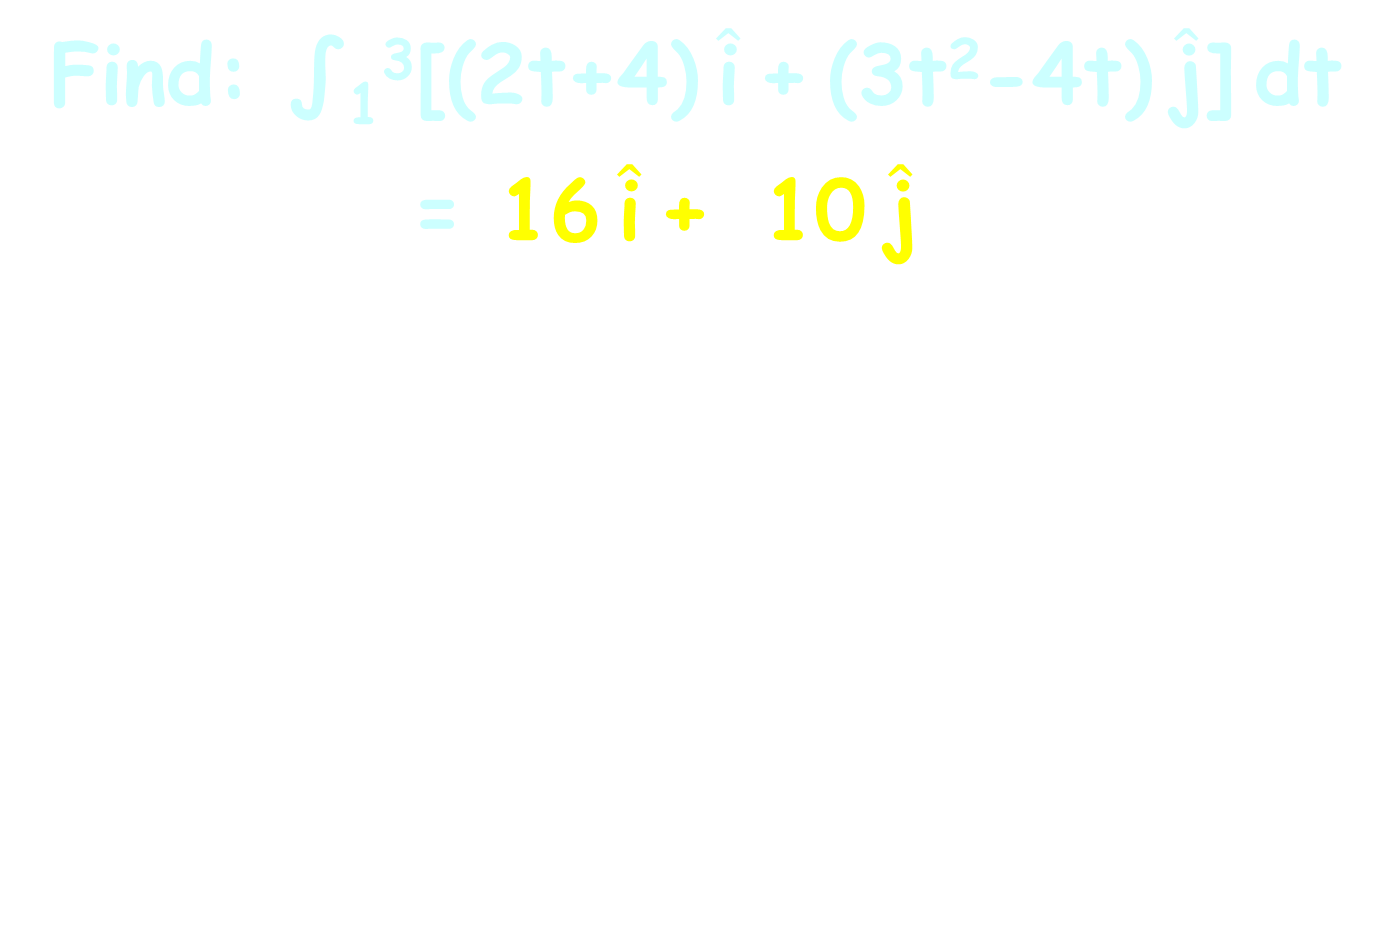 Find: ∫₁³[(2t+4) î + (3t²-4t) ĵ] dt
= 16 î + 10 ĵ